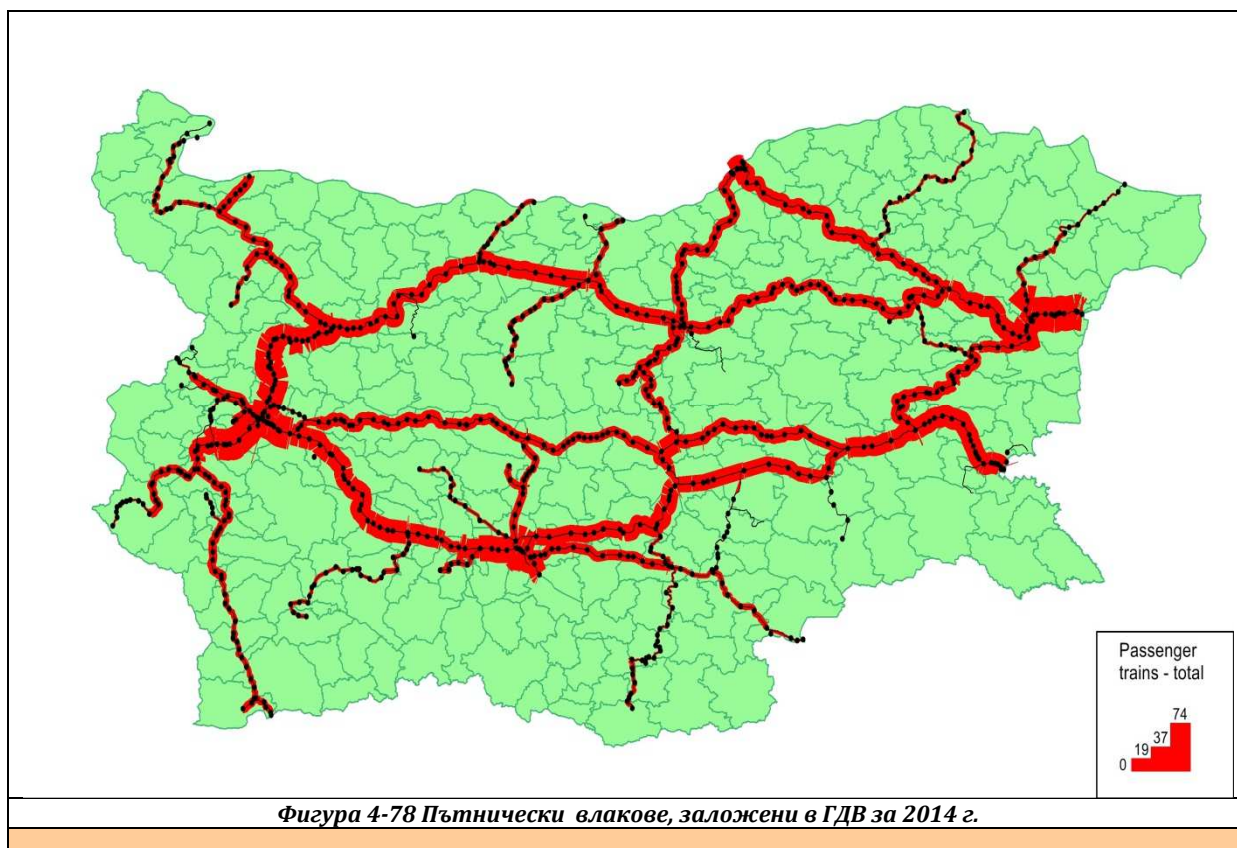 Passenger
trains - total
74
37
19
0
Фигура 4-78 Пътнически влакове, заложени в ГДВ за 2014 г.